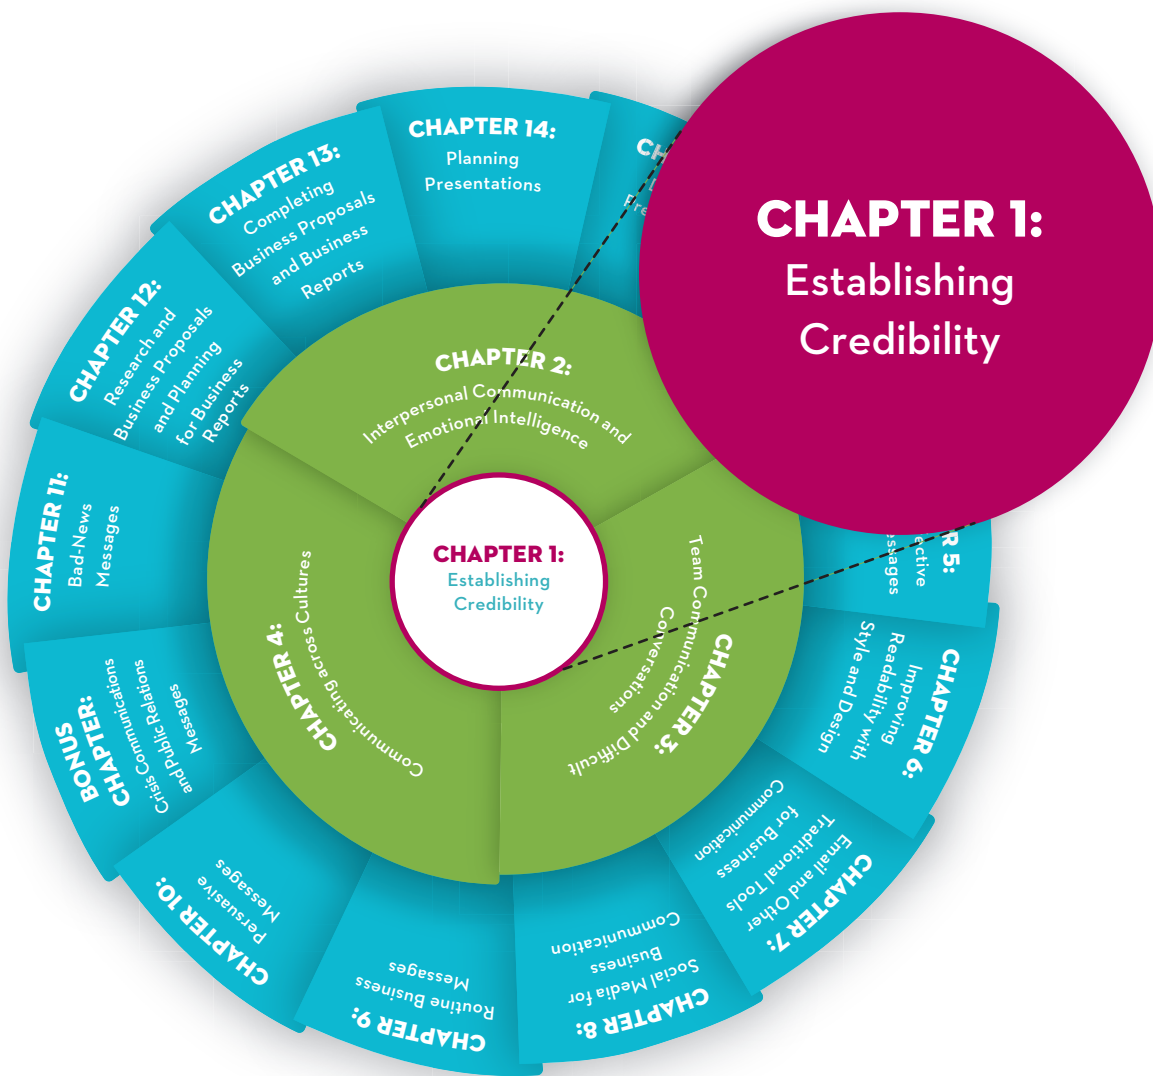 CHAPTER 1:
Establishing
Credibility
CHAPTER 14:
Planning
Presentations
CHAPTER 13:
Completing
Business Proposals
and Business
Reports
CHAPTER 12:
Research and
Business Proposals
and Planning
for Business
Reports
CHAPTER 11:
Bad-News
Messages
BONUS
CHAPTER:
Crisis Communications
and Public Relations
Messages
CHAPTER 10:
Persuasive
Messages
CHAPTER 9:
Routine Business
Messages
CHAPTER 8:
Social Media for
Business
Communication
CHAPTER 7:
Email and Other
Traditional Tools
for Business
Communication
CHAPTER 6:
Improving
Readability with
Style and Design
R 5:
ective
essages
CHAPTER 2:
Interpersonal Communication and
Emotional Intelligence
CHAPTER 3:
Team Communication and Difficult
Conversations
CHAPTER 4:
Communicating across Cultures
CHAPTER 1:
Establishing
Credibility